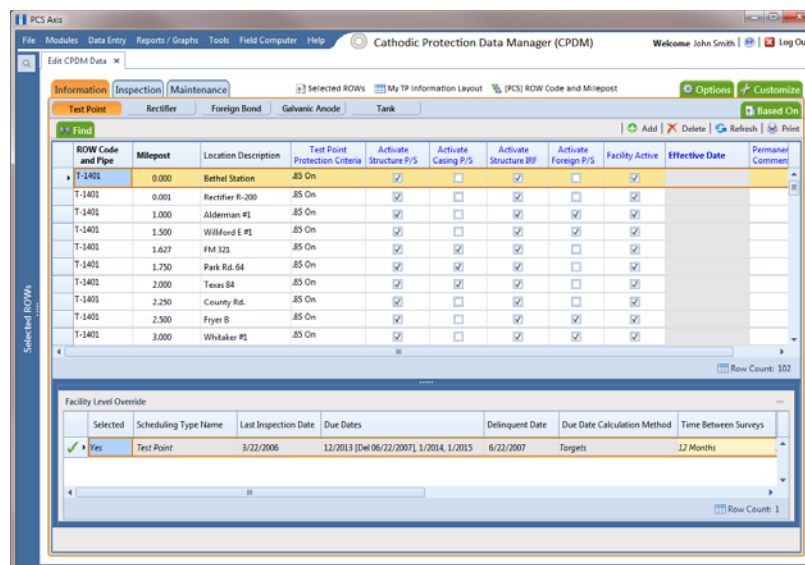 PCS Axis
File Modules Data Entry Reports / Graphs Tools Field Computer Help Cathodic Protection Data Manager (CPDM) Welcome John Smith Log Ou
Edit CPDM Data
Information Inspection Maintenance Selected ROWs My TP Information Layout [PCS] ROW Code and Milepost Options Customize
Test Point Rectifier Foreign Bond Galvanic Anode Tank Based On
Find Add Delete Refresh Print
ROW Code and Pipe Milepost Location Description Test Point Protection Criteria Activate Structure P/S Activate Casing P/S Activate Structure IRF Activate Foreign P/S Facility Active Effective Date Permaner Commen
T-1401 0.000 Bethel Station .85 On
T-1401 0.001 Rectifier R-200 .85 On
T-1401 1.000 Alderman #1 .85 On
T-1401 1.500 Williford E #1 .85 On
T-1401 1.627 FM 321 .85 On
T-1401 1.750 Park Rd. 64 .85 On
T-1401 2.000 Texas 84 .85 On
T-1401 2.250 County Rd. .85 On
T-1401 2.500 Fryer B .85 On
T-1401 3.000 Whitaker #1 .85 On
Row Count: 102
Selected ROWs
Facility Level Override
Selected Scheduling Type Name Last Inspection Date Due Dates Delinquent Date Due Date Calculation Method Time Between Surveys
Yes Test Point 3/22/2006 12/2013 [Del 06/22/2007], 1/2014, 1/2015 6/22/2007 Targets 12 Months
Row Count: 1